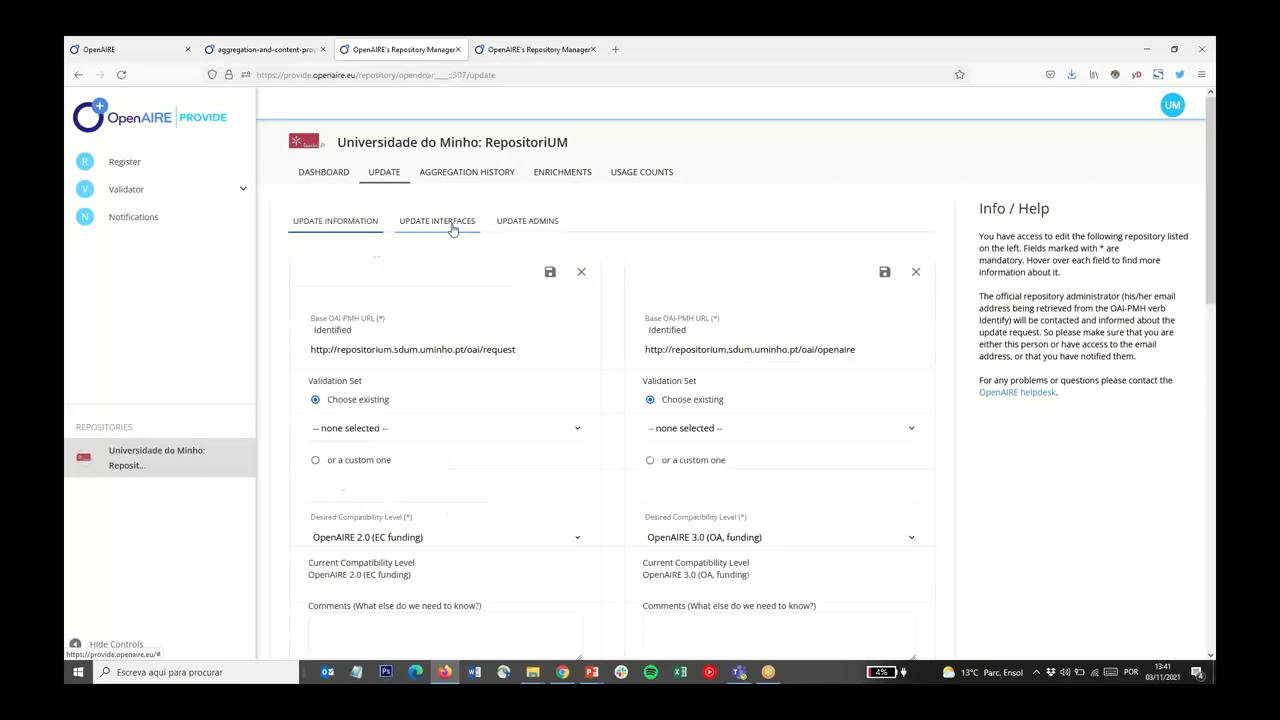 OpenAIRE
aggregation-and-content-prov
OpenAIRE's Repository Manager
OpenAIRE's Repository Manager
https://provide.openaire.eu/repository/opendoar____::307/update
OpenAIRE PROVIDE
UM
R Register
V Validator
N Notifications
REPOSITORIES
Universidade do Minho:
Reposit...
Hide Controls
https://provide.openaire.eu/#
Universidade do Minho: RepositoriUM
DASHBOARD UPDATE AGGREGATION HISTORY ENRICHMENTS USAGE COUNTS
UPDATE INFORMATION UPDATE INTERFACES UPDATE ADMINS
Base OAI-PMH URL (*)
Identified
http://repositorium.sdum.uminho.pt/oai/request
Validation Set
Choose existing
-- none selected --
or a custom one
Desired Compatibility Level (*)
OpenAIRE 2.0 (EC funding)
Current Compatibility Level
OpenAIRE 2.0 (EC funding)
Comments (What else do we need to know?)
Base OAI-PMH URL (*)
Identified
http://repositorium.sdum.uminho.pt/oai/openaire
Validation Set
Choose existing
-- none selected --
or a custom one
Desired Compatibility Level (*)
OpenAIRE 3.0 (OA, funding)
Current Compatibility Level
OpenAIRE 3.0 (OA, funding)
Comments (What else do we need to know?)
Info / Help
You have access to edit the following repository listed
on the left. Fields marked with * are
mandatory. Hover over each field to find more
information about it.
The official repository administrator (his/her email
address being retrieved from the OAI-PMH verb
Identify) will be contacted and informed about the
update request. So please make sure that you are
either this person or have access to the email
address, or that you have notified them.
For any problems or questions please contact the
OpenAIRE helpdesk.
Escreva aqui para procurar
4%
13°C Parc. Ensol
POR
13:41
03/11/2021